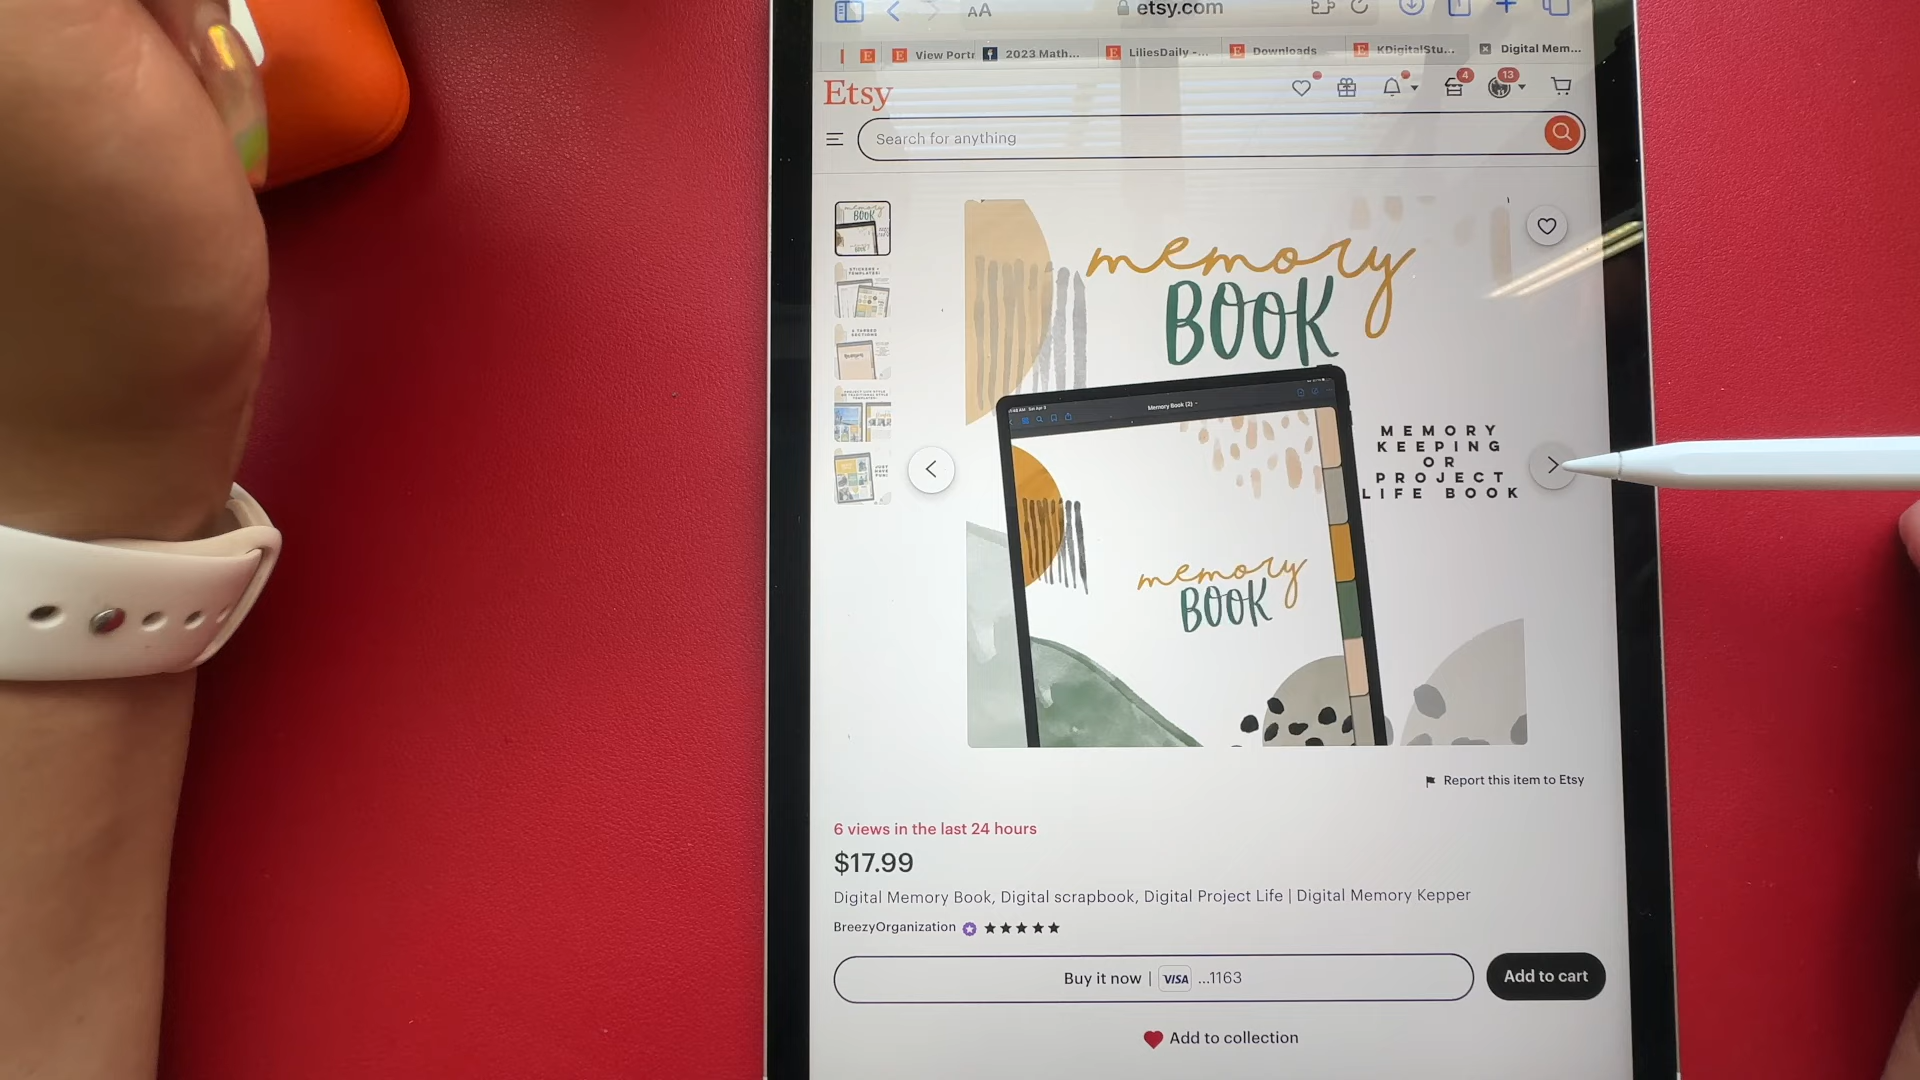 AA
etsy.com
View Portr
2023 Math...
LiliesDaily -...
Downloads
KDigitalStu...
Digital Mem...
Etsy
4
13
Search for anything
memory
BOOK
Memory Book (2)
MEMORY
KEEPING
OR
PROJECT
LIFE BOOK
memory
BOOK
Report this item to Etsy
6 views in the last 24 hours
$17.99
Digital Memory Book, Digital scrapbook, Digital Project Life | Digital Memory Kepper
BreezyOrganization
Buy it now | VISA ...1163
Add to cart
Add to collection